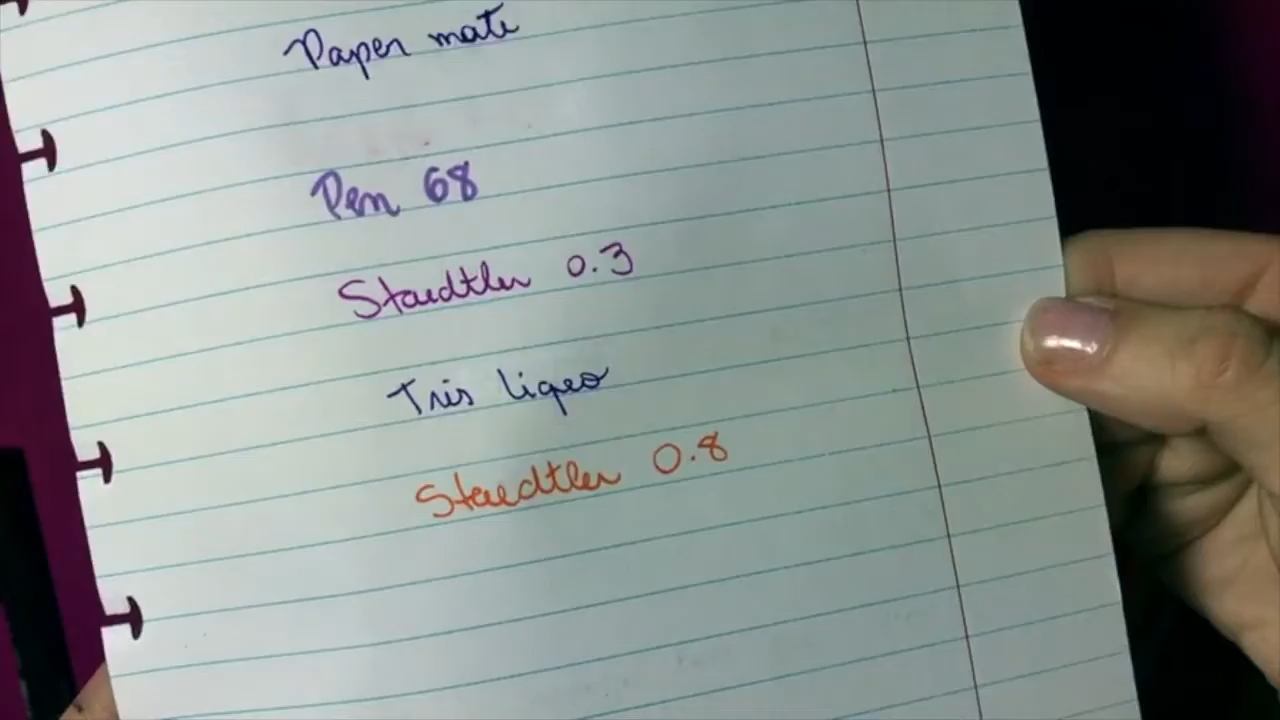 Paper mate
Pen 68
Staedtler 0.3
Tris liqeo
Staedtler 0.8